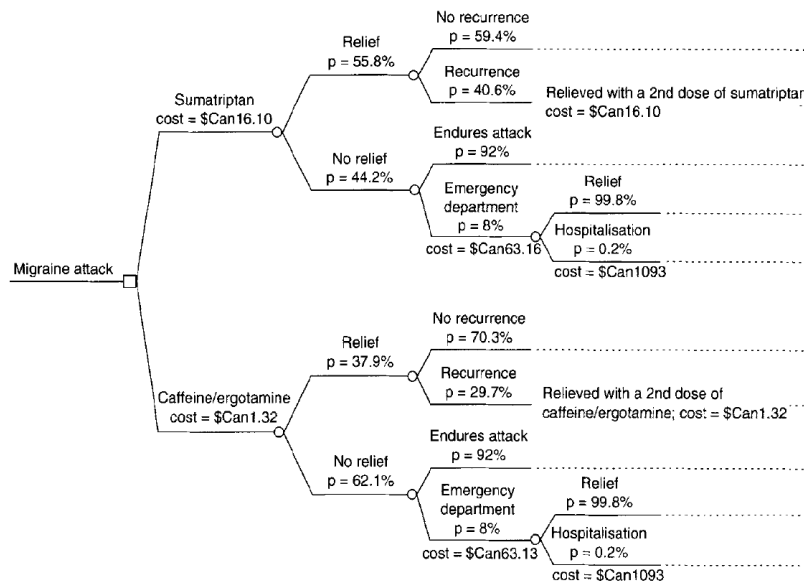 No recurrence
p = 59.4%
Relief
p = 55.8%
Recurrence
p = 40.6%
Relieved with a 2nd dose of sumatriptan
cost = $Can16.10
Sumatriptan
cost = $Can16.10
Endures attack
p = 92%
No relief
p = 44.2%
Emergency
department
p = 8%
cost = $Can63.16
Relief
p = 99.8%
Hospitalisation
p = 0.2%
cost = $Can1093
Migraine attack
No recurrence
p = 70.3%
Relief
p = 37.9%
Recurrence
p = 29.7%
Relieved with a 2nd dose of
caffeine/ergotamine; cost = $Can1.32
Caffeine/ergotamine
cost = $Can1.32
Endures attack
p = 92%
No relief
p = 62.1%
Emergency
department
p = 8%
cost = $Can63.13
Relief
p = 99.8%
Hospitalisation
p = 0.2%
cost = $Can1093